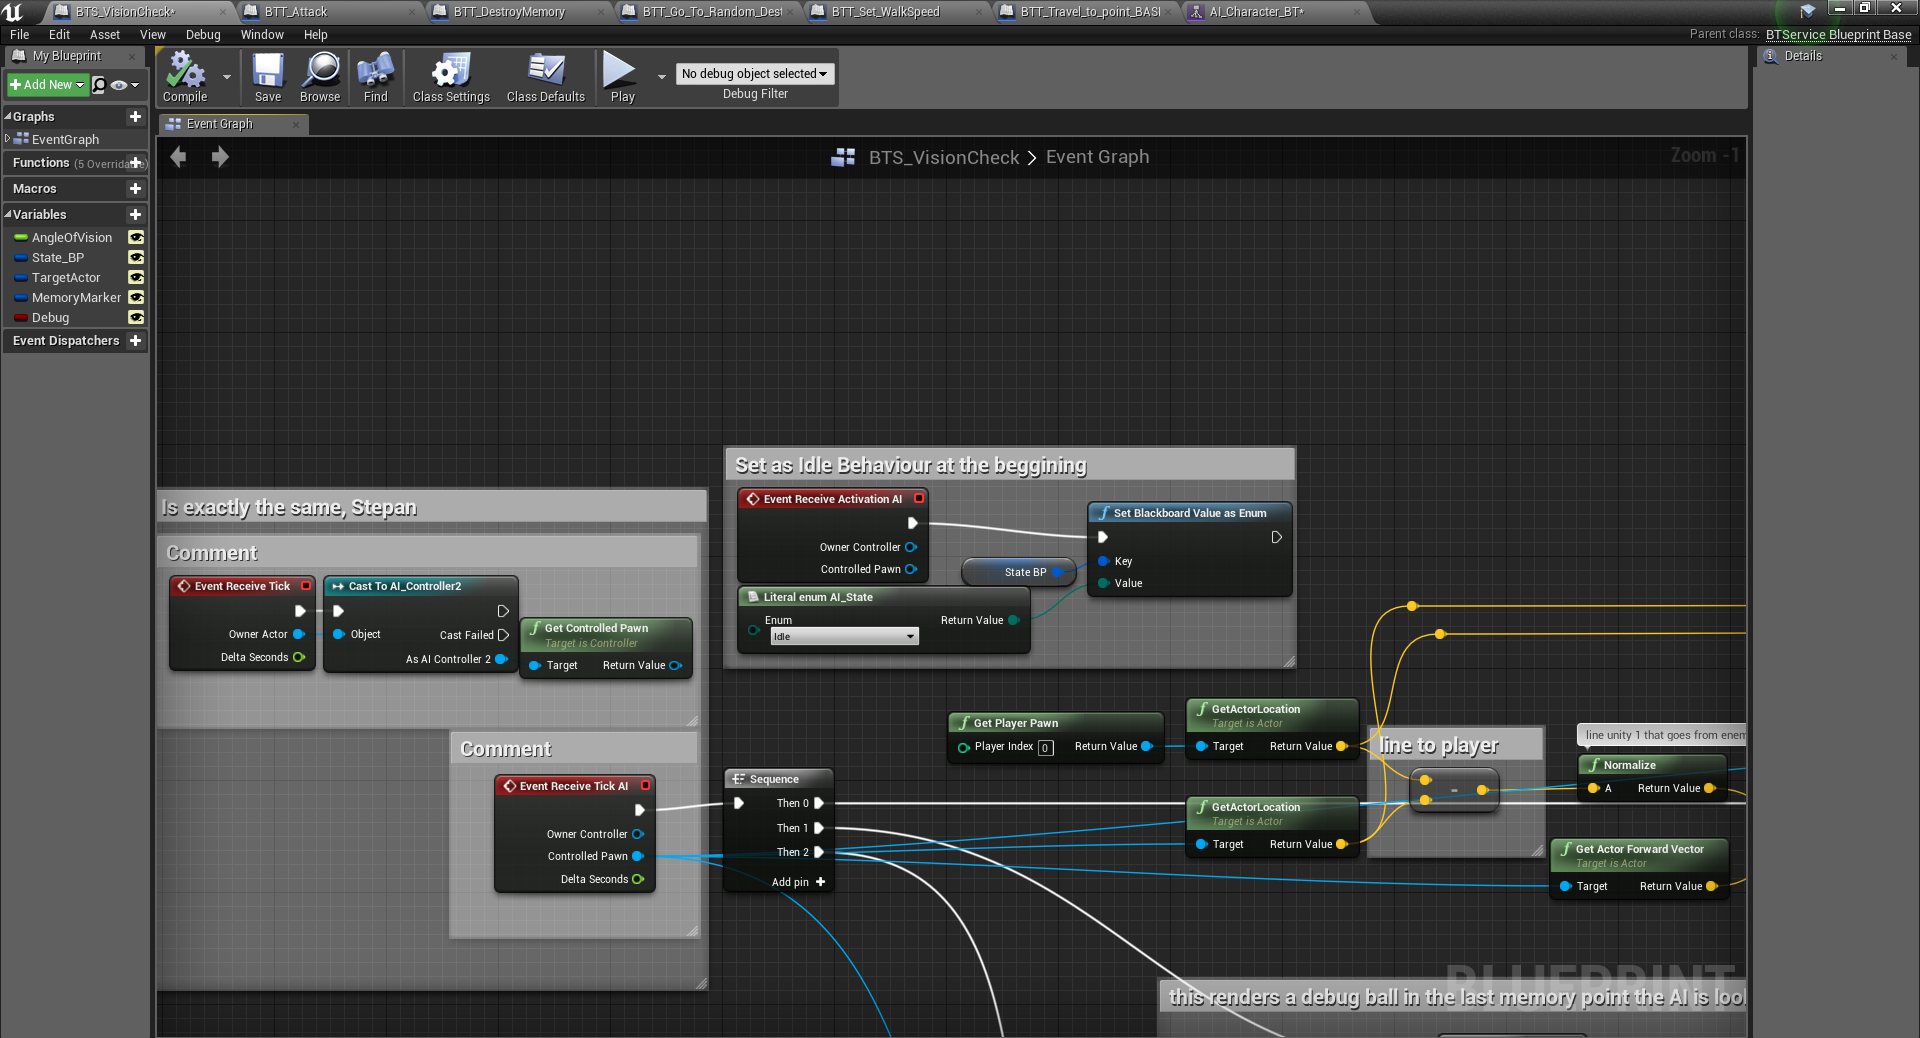 BTS_VisionCheck*
BTT_Attack
BTT_DestroyMemory
BTT_Go_To_Random_Dest
BTT_Set_WalkSpeed
BTT_Travel_to_point_BASI
AI_Character_BT*
File Edit Asset View Debug Window Help
Parent class: BTService Blueprint Base
My Blueprint
Details
Add New
Compile
Save
Browse
Find
Class Settings
Class Defaults
Play
No debug object selected
Debug Filter
Graphs
EventGraph
Functions (5 Overridable)
Macros
Variables
AngleOfVision
State_BP
TargetActor
MemoryMarker
Debug
Event Dispatchers
Event Graph
BTS_VisionCheck > Event Graph
Zoom -1
Set as Idle Behaviour at the beggining
Event Receive Activation AI
Owner Controller
Controlled Pawn
State BP
Set Blackboard Value as Enum
Key
Value
Literal enum AI_State
Enum
Idle
Return Value
Is exactly the same, Stepan
Comment
Event Receive Tick
Owner Actor
Delta Seconds
Cast To AI_Controller2
Object
Cast Failed
As AI Controller 2
Get Controlled Pawn
Target is Controller
Target Return Value
Comment
Event Receive Tick AI
Owner Controller
Controlled Pawn
Delta Seconds
Sequence
Then 0
Then 1
Then 2
Add pin
Get Player Pawn
Player Index 0 Return Value
GetActorLocation
Target is Actor
Target Return Value
GetActorLocation
Target is Actor
Target Return Value
line to player
-
line unity 1 that goes from enem
Normalize
A Return Value
Get Actor Forward Vector
Target is Actor
Target Return Value
BLUEPRINT
this renders a debug ball in the last memory point the AI is lool